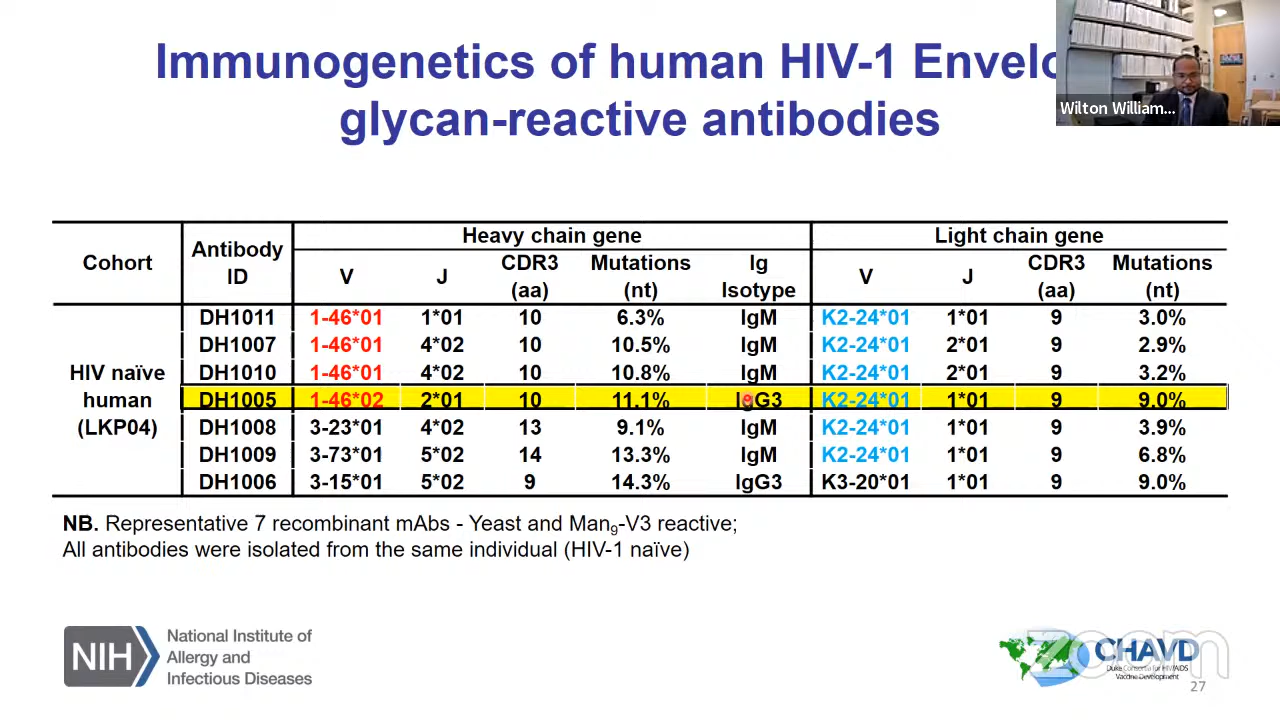 Immunogenetics of human HIV-1 Envelo
glycan-reactive antibodies
Wilton William...
Cohort Antibody ID Heavy chain gene Light chain gene
V J CDR3 (aa) Mutations (nt) Ig Isotype V J CDR3 (aa) Mutations (nt)
HIV naïve human (LKP04)
DH1011 1-46*01 1*01 10 6.3% IgM K2-24*01 1*01 9 3.0%
DH1007 1-46*01 4*02 10 10.5% IgM K2-24*01 2*01 9 2.9%
DH1010 1-46*01 4*02 10 10.8% IgM K2-24*01 2*01 9 3.2%
DH1005 1-46*02 2*01 10 11.1% IgG3 K2-24*01 1*01 9 9.0%
DH1008 3-23*01 4*02 13 9.1% IgM K2-24*01 1*01 9 3.9%
DH1009 3-73*01 5*02 14 13.3% IgM K2-24*01 1*01 9 6.8%
DH1006 3-15*01 5*02 9 14.3% IgG3 K3-20*01 1*01 9 9.0%
NB. Representative 7 recombinant mAbs - Yeast and Man9-V3 reactive;
All antibodies were isolated from the same individual (HIV-1 naïve)
NIH
National Institute of
Allergy and
Infectious Diseases
CHAVD
Duke Consortia for HIV/AIDS
Vaccine Development
zoom
27